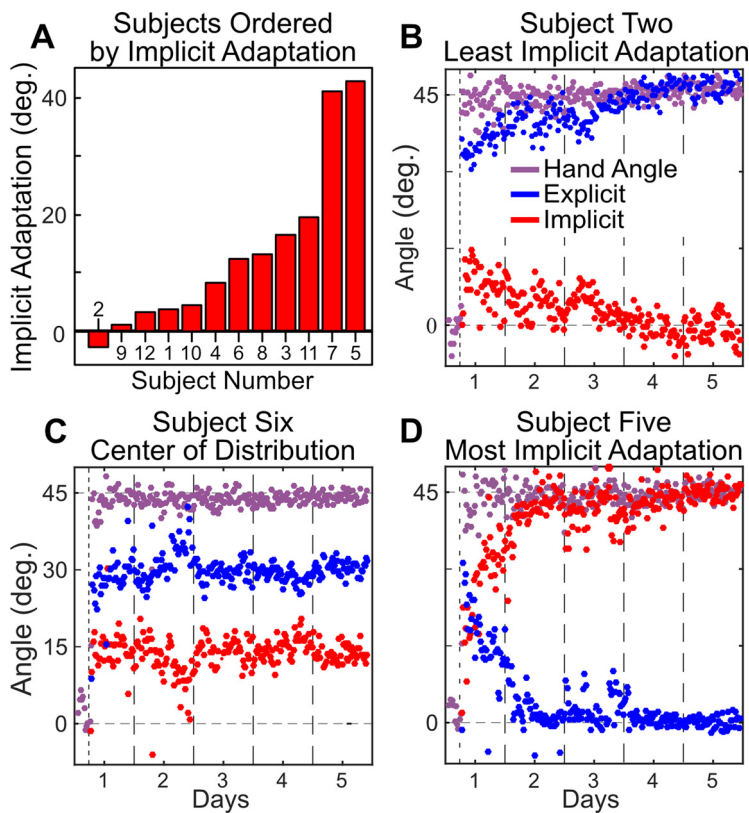 A
Subjects Ordered
by Implicit Adaptation
Implicit Adaptation (deg.)
40
20
0
2
9 12 1 10 4 6 8 3 11 7 5
Subject Number
B
Subject Two
Least Implicit Adaptation
Angle (deg.)
45
0
Hand Angle
Explicit
Implicit
1 2 3 4 5
C
Subject Six
Center of Distribution
Angle (deg.)
45
30
15
0
1 2 3 4 5
Days
D
Subject Five
Most Implicit Adaptation
45
0
1 2 3 4 5
Days